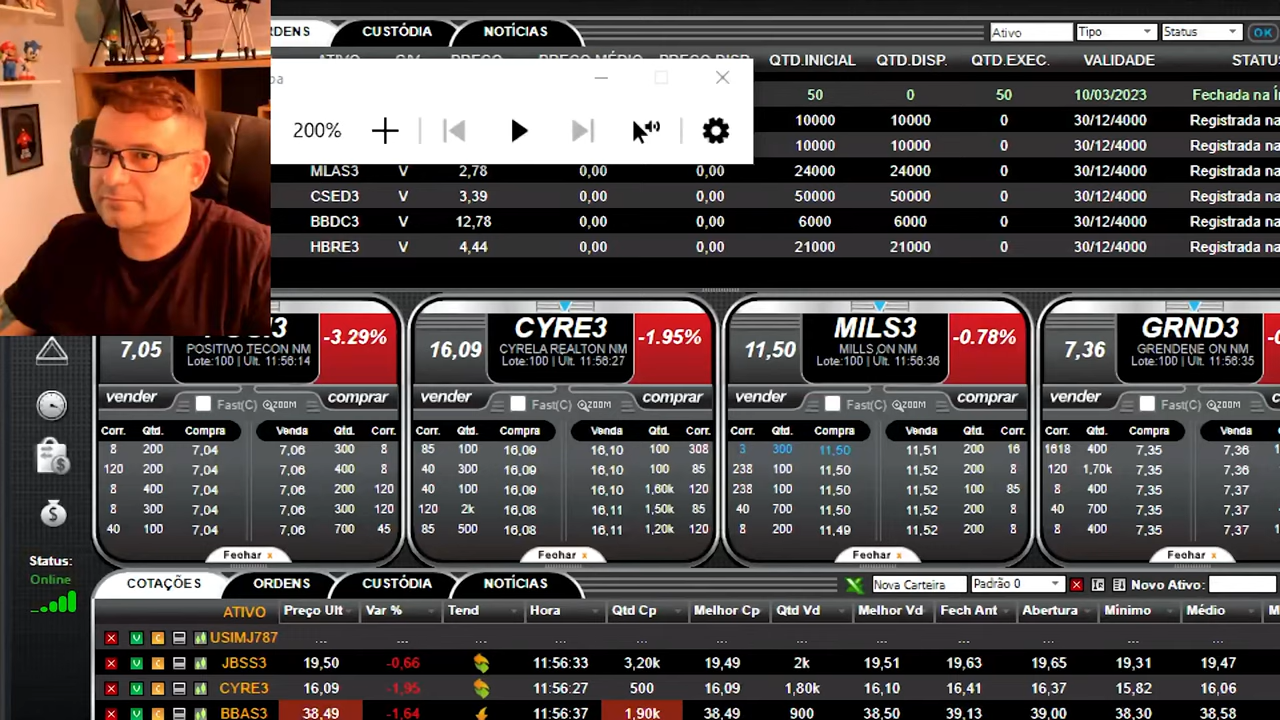 RDENS CUSTÓDIA NOTÍCIAS Ativo Tipo Status OK
QTD.INICIAL QTD.DISP. QTD.EXEC. VALIDADE STATUS
50 0 50 10/03/2023 Fechada na Í
200%
10000 10000 0 30/12/4000 Registrada na
10000 10000 0 30/12/4000 Registrada na
MLAS3 V 2,78 0,00 0,00 24000 24000 0 30/12/4000 Registrada na
CSED3 V 3,39 0,00 0,00 50000 50000 0 30/12/4000 Registrada na
BBDC3 V 12,78 0,00 0,00 6000 6000 0 30/12/4000 Registrada na
HBRE3 V 4,44 0,00 0,00 21000 21000 0 30/12/4000 Registrada na
7,05
POSITIVO TEC ON NM
Lote:100 | Ult. 11:56:14
-3.29%
vender Fast(C) ZOOM comprar
Corr. Qtd. Compra Venda Qtd. Corr.
8 200 7,04 7,06 300 8
120 200 7,04 7,06 400 8
8 400 7,04 7,06 200 120
8 300 7,04 7,06 300 120
40 100 7,04 7,06 700 45
Fechar x
16,09
CYRE3
CYRELA REALTON NM
Lote:100 | Ult. 11:56:27
-1.95%
vender Fast(C) ZOOM comprar
Corr. Qtd. Compra Venda Qtd. Corr.
85 100 16,09 16,10 100 308
40 300 16,09 16,10 100 85
40 100 16,09 16,10 1,60k 120
120 2k 16,08 16,11 1,50k 85
85 500 16,08 16,11 1,20k 120
Fechar x
11,50
MILS3
MILLS ON NM
Lote:100 | Ult. 11:56:36
-0.78%
vender Fast(C) ZOOM comprar
Corr. Qtd. Compra Venda Qtd. Corr.
3 300 11,50 11,51 200 16
238 100 11,50 11,52 200 8
238 100 11,50 11,52 100 85
40 700 11,50 11,52 200 8
8 200 11,49 11,52 200 8
Fechar x
7,36
GRND3
GRENDENE ON NM
Lote:100 | Ult. 11:56:35
vender Fast(C) ZOOM comprar
Corr. Qtd. Compra Venda
1618 400 7,35 7,36
120 1,70k 7,35 7,36
8 400 7,35 7,37
40 700 7,35 7,37
8 400 7,35 7,37
Fechar x
Status:
Online
COTAÇÕES ORDENS CUSTÓDIA NOTÍCIAS Nova Carteira Padrão 0 Novo Ativo:
ATIVO Preço Ult Var % Tend Hora Qtd Cp Melhor Cp Qtd Vd Melhor Vd Fech Ant Abertura Mínimo Médio M
USIMJ787 ... ... ... ... ... ... ... ... ... ... ...
JBSS3 19,50 -0,66 11:56:33 3,20k 19,49 2k 19,51 19,63 19,65 19,31 19,47
CYRE3 16,09 -1,95 11:56:27 500 16,09 1,80k 16,10 16,41 16,37 15,82 16,06
BBAS3 38,49 -1,64 11:56:37 1,90k 38,49 900 38,50 39,13 39,00 38,30 38,58